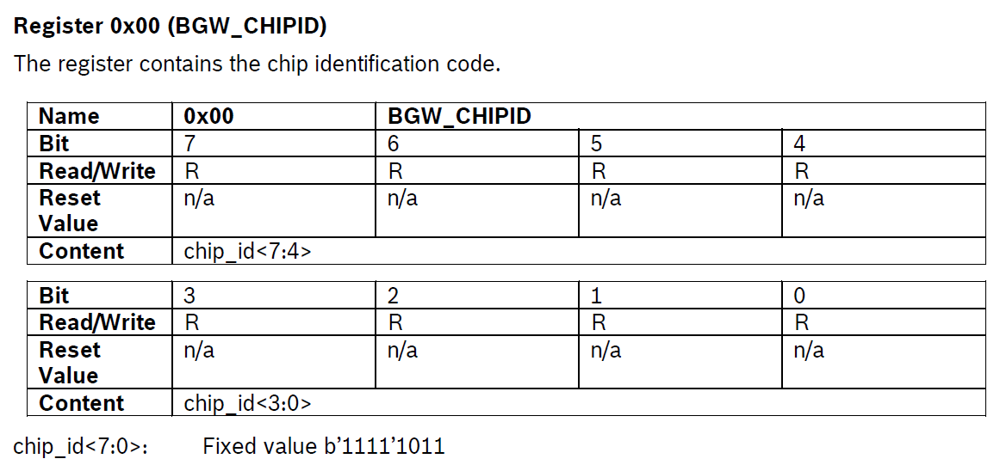 Register 0x00 (BGW_CHIPID)
The register contains the chip identification code.
Name 0x00 BGW_CHIPID
Bit 7 6 5 4
Read/Write R R R R
Reset Value n/a n/a n/a n/a
Content chip_id<7:4>
Bit 3 2 1 0
Read/Write R R R R
Reset Value n/a n/a n/a n/a
Content chip_id<3:0>
chip_id<7:0>: Fixed value b’1111’1011